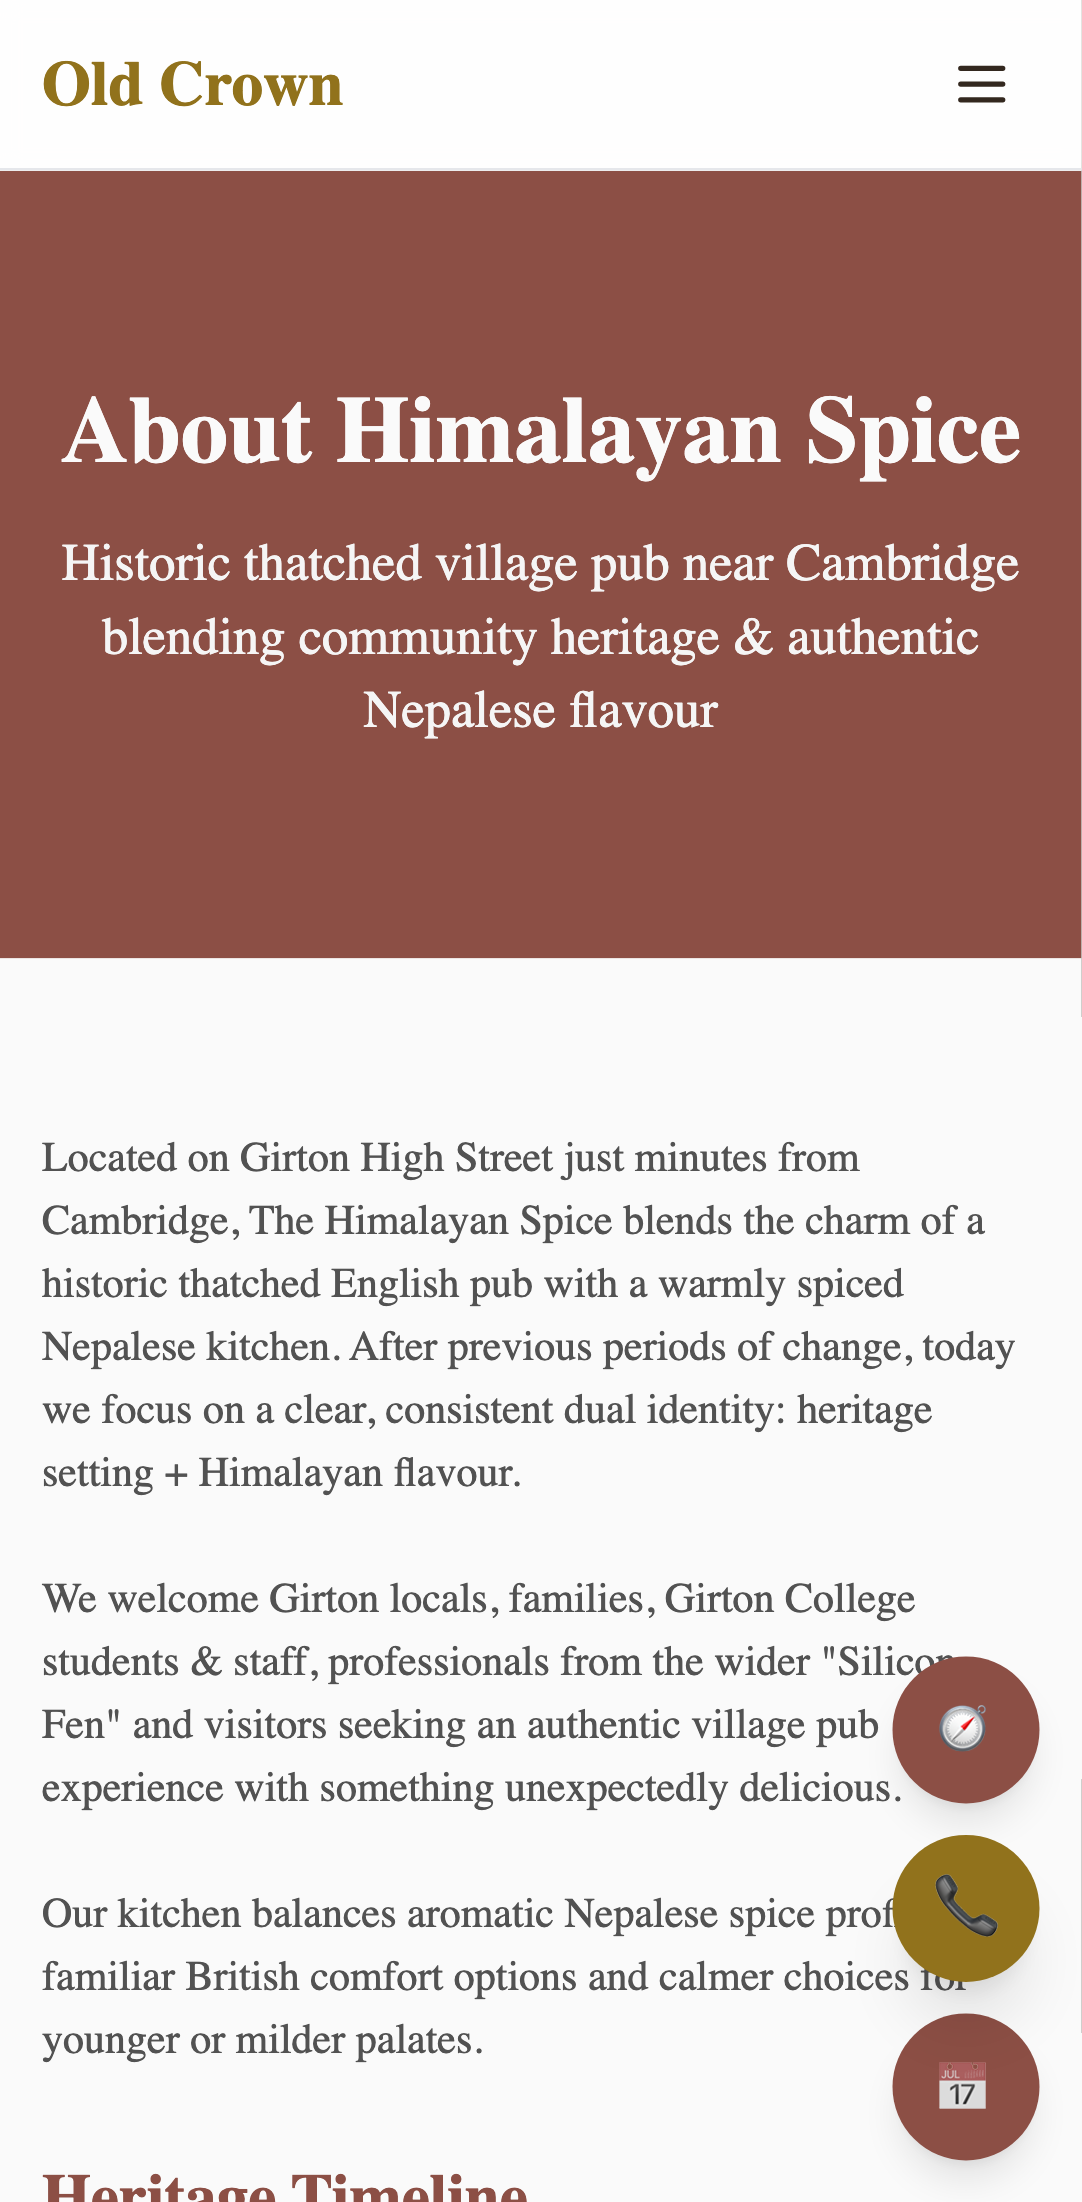 Old Crown
About Himalayan Spice
Historic thatched village pub near Cambridge
blending community heritage & authentic
Nepalese flavour
Located on Girton High Street just minutes from
Cambridge, The Himalayan Spice blends the charm of a
historic thatched English pub with a warmly spiced
Nepalese kitchen. After previous periods of change, today
we focus on a clear, consistent dual identity: heritage
setting + Himalayan flavour.
We welcome Girton locals, families, Girton College
students & staff, professionals from the wider "Silicon
Fen" and visitors seeking an authentic village pub
experience with something unexpectedly delicious.
Our kitchen balances aromatic Nepalese spice
familiar British comfort options and calmer choices for
younger or milder palates.
JUL
17
Heritage Timeline